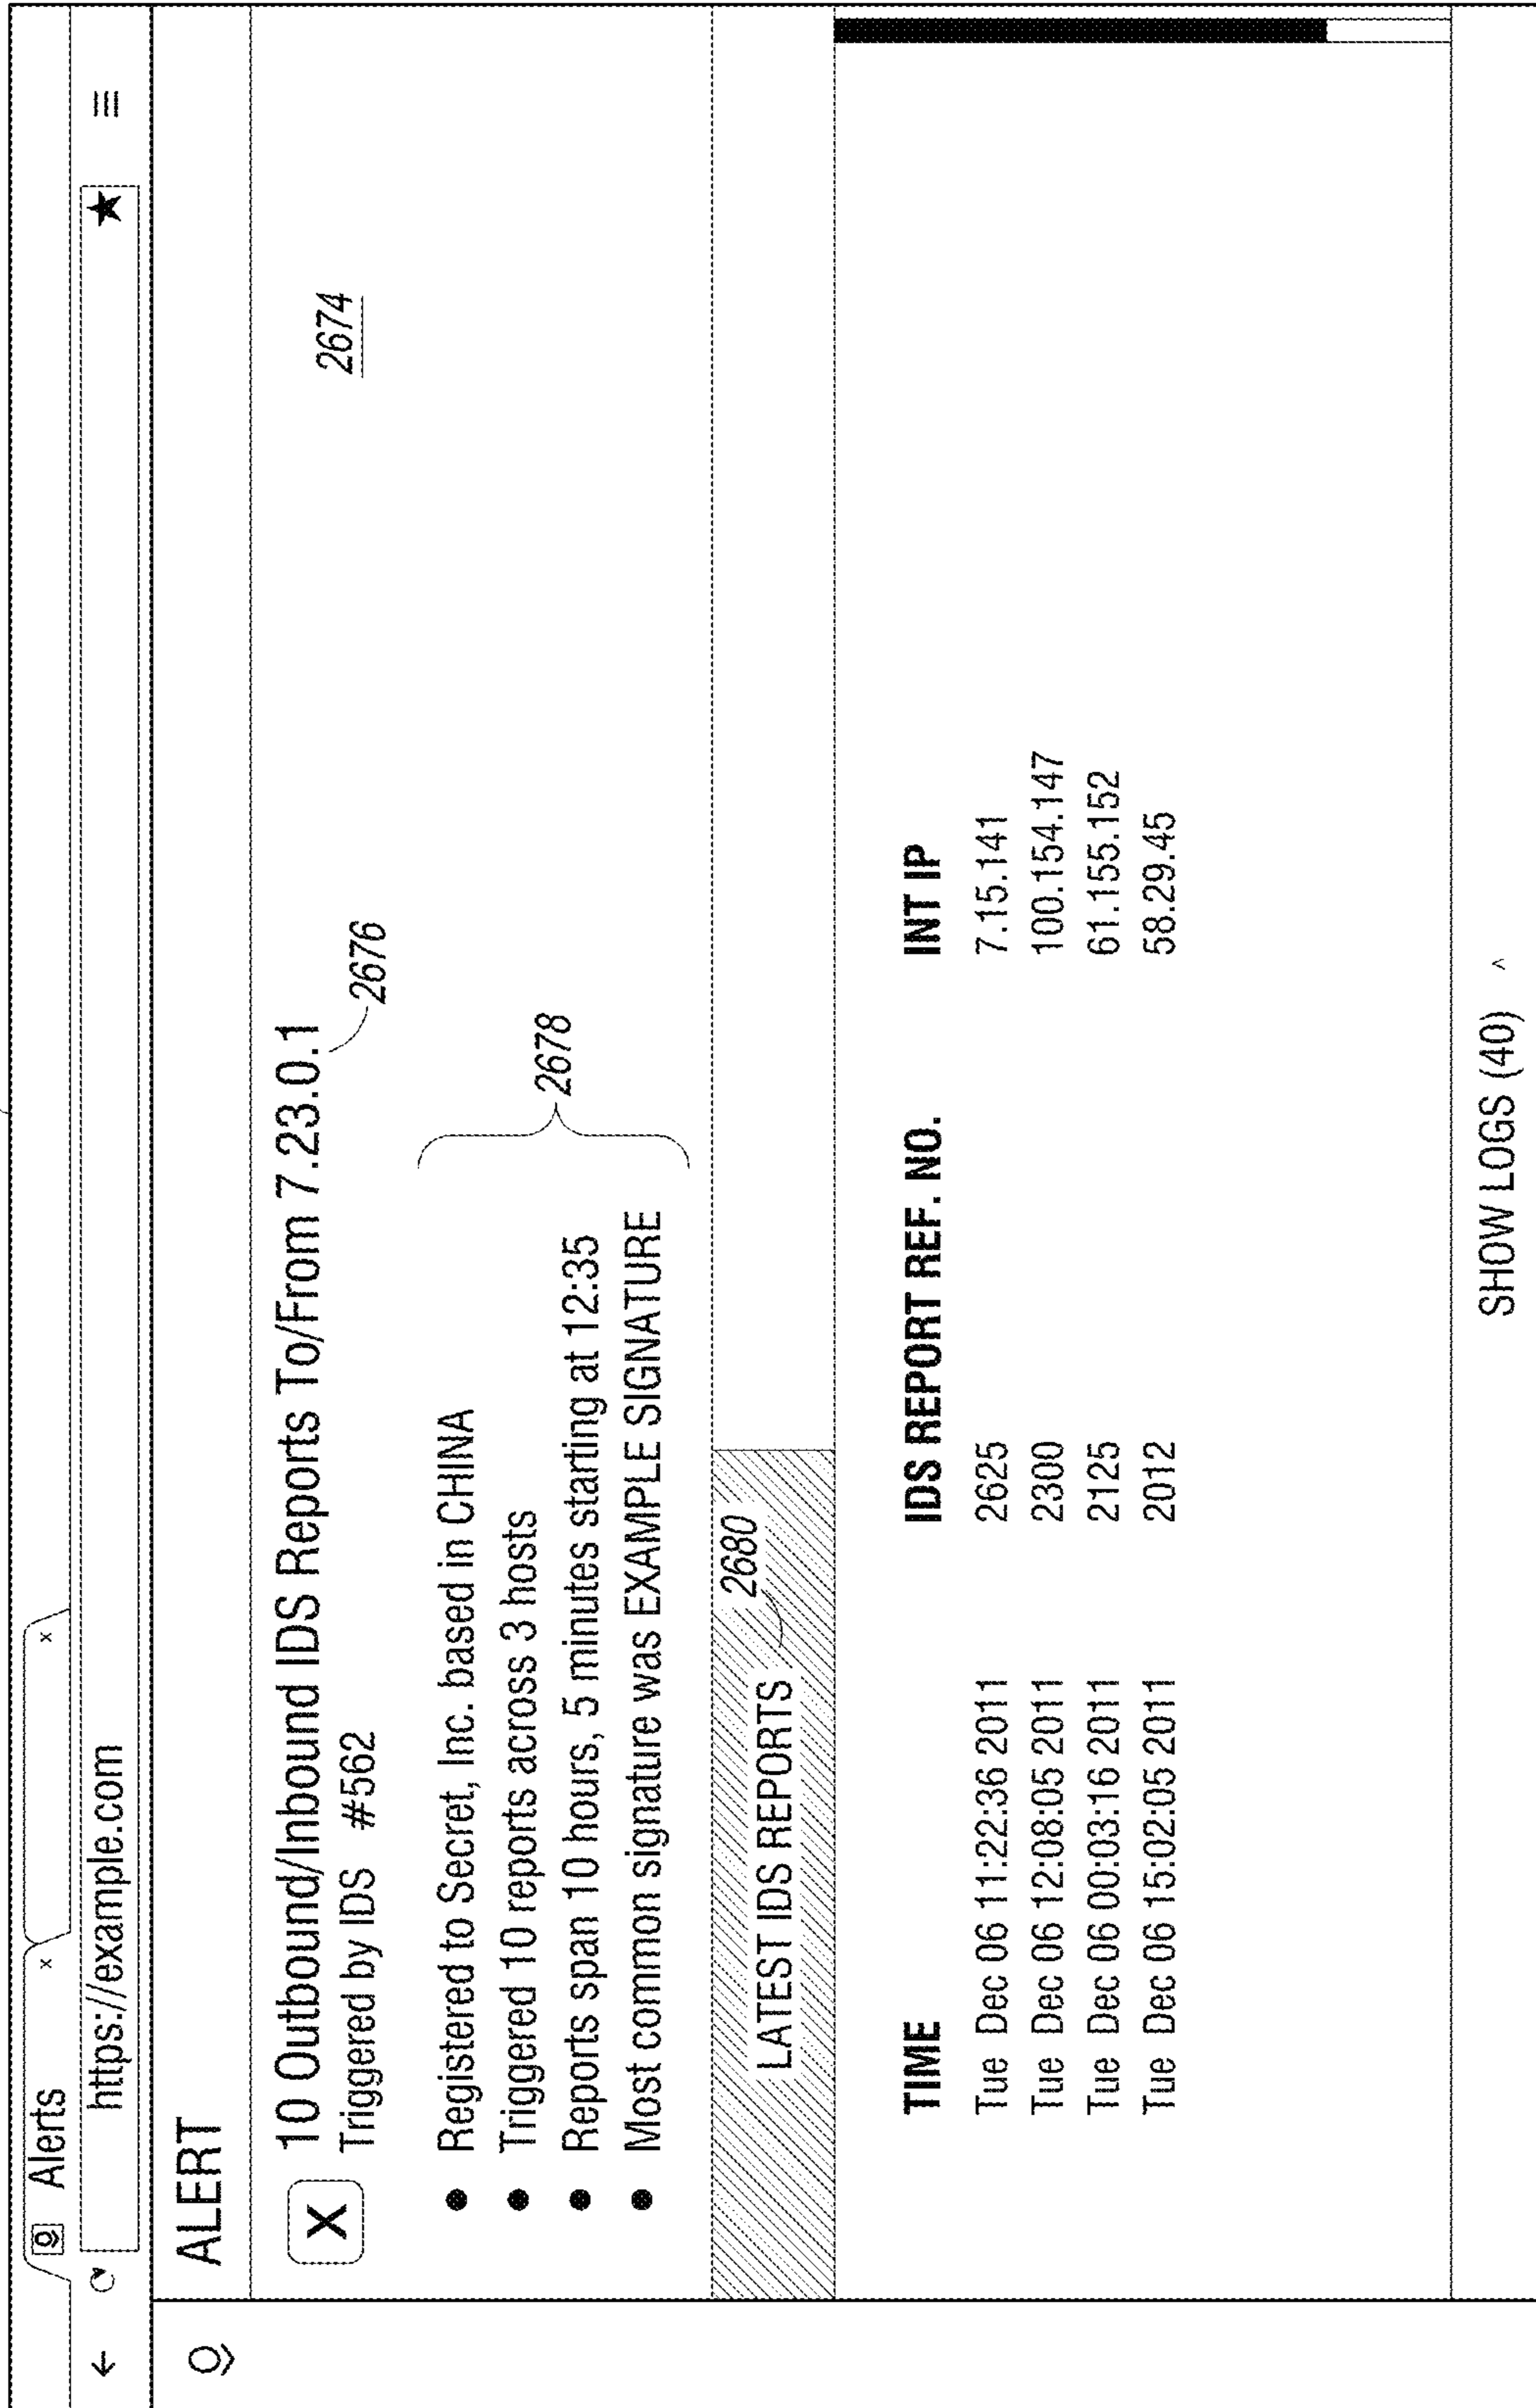 Alerts x x
https://example.com
ALERT
X 10 Outbound/Inbound IDS Reports To/From 7.23.0.1
Triggered by IDS #562
2676
2674
• Registered to Secret, Inc. based in CHINA
• Triggered 10 reports across 3 hosts
• Reports span 10 hours, 5 minutes starting at 12:35
• Most common signature was EXAMPLE SIGNATURE
2678
LATEST IDS REPORTS 2680
TIME IDS REPORT REF. NO. INT IP
Tue Dec 06 11:22:36 2011 2625 7.15.141
Tue Dec 06 12:08:05 2011 2300 100.154.147
Tue Dec 06 00:03:16 2011 2125 61.155.152
Tue Dec 06 15:02:05 2011 2012 58.29.45
SHOW LOGS (40) ^